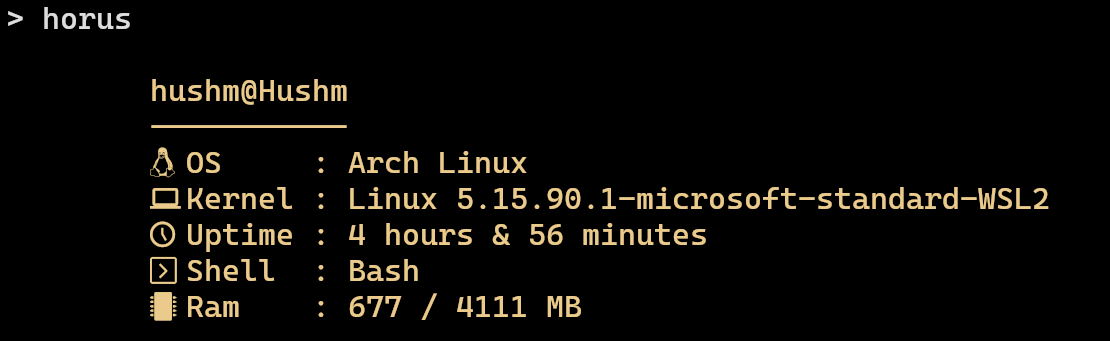 > horus
hushm@Hushm
OS : Arch Linux
Kernel : Linux 5.15.90.1-microsoft-standard-WSL2
Uptime : 4 hours & 56 minutes
Shell : Bash
Ram : 677 / 4111 MB